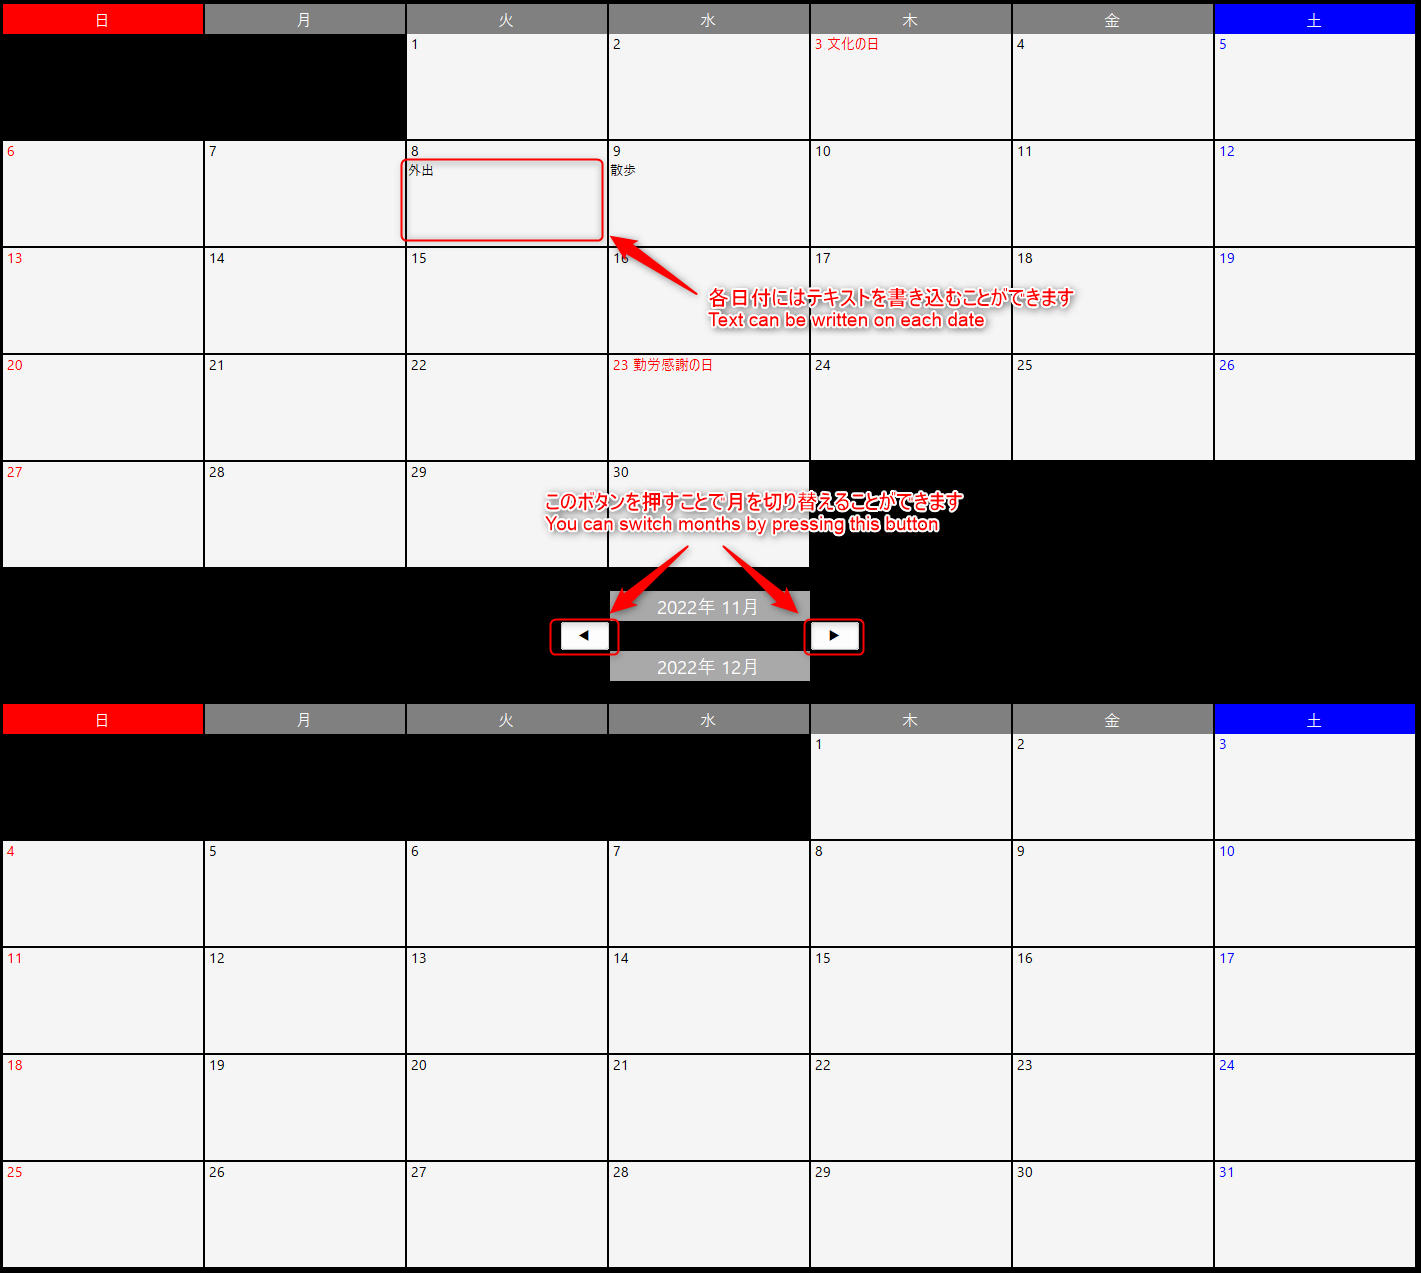 日 月 火 水 木 金 土
1 2 3 文化の日 4 5
6 7 8 9 10 11 12
外出 散歩
13 14 15 16 17 18 19
各日付にはテキストを書き込むことができます
Text can be written on each date
20 21 22 23 勤労感謝の日 24 25 26
27 28 29 30
このボタンを押すことで月を切り替えることができます
You can switch months by pressing this button
2022年 11月
◀ ▶
2022年 12月
日 月 火 水 木 金 土
1 2 3
4 5 6 7 8 9 10
11 12 13 14 15 16 17
18 19 20 21 22 23 24
25 26 27 28 29 30 31